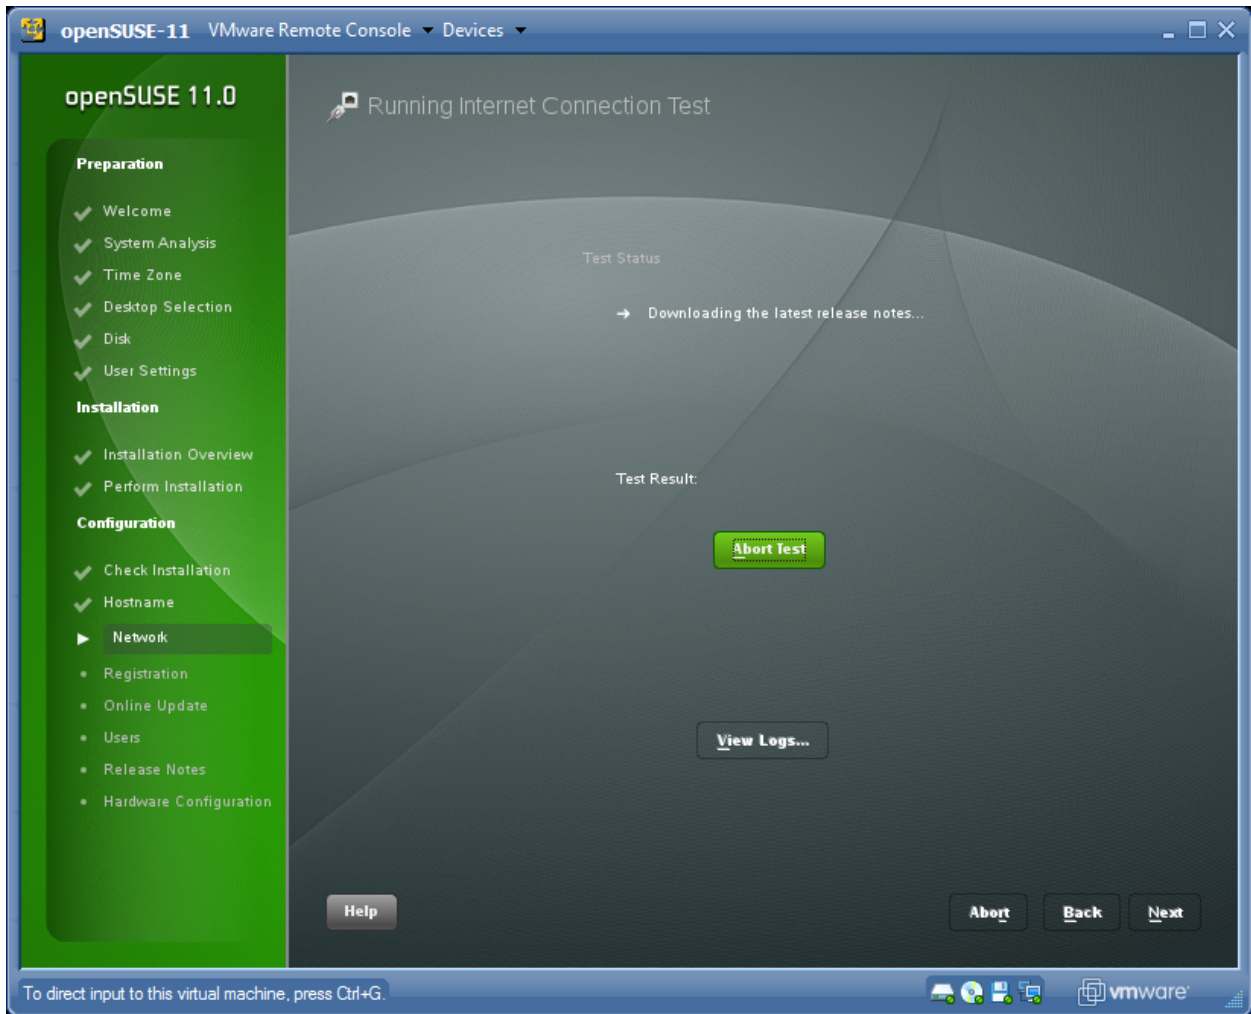 openSUSE-11 VMware Remote Console Devices
openSUSE 11.0
Preparation
Welcome
System Analysis
Time Zone
Desktop Selection
Disk
User Settings
Installation
Installation Overview
Perform Installation
Configuration
Check Installation
Hostname
Network
Registration
Online Update
Users
Release Notes
Hardware Configuration
Running Internet Connection Test
Test Status
Downloading the latest release notes...
Test Result:
Abort Test
View Logs...
Help
Abort
Back
Next
To direct input to this virtual machine, press Ctrl+G.
vmware